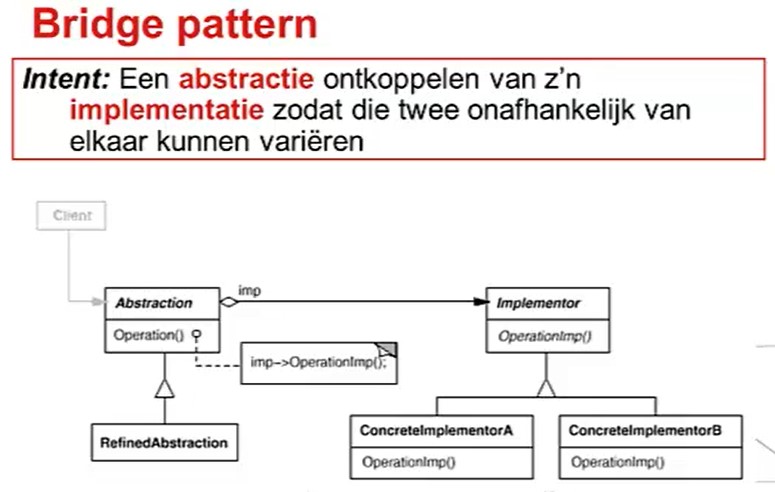 Bridge pattern
Intent: Een abstractie ontkoppelen van z'n
implementatie zodat die twee onafhankelijk van
elkaar kunnen variëren
Client
imp
Abstraction
Implementor
Operation()
OperationImp()
imp->OperationImp();
RefinedAbstraction
ConcreteImplementorA
ConcreteImplementorB
OperationImp()
OperationImp()